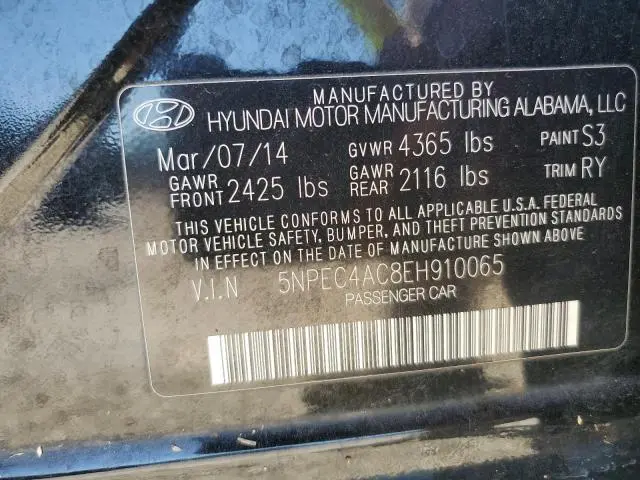 MANUFACTURED BY
HYUNDAI MOTOR MANUFACTURING ALABAMA, LLC
Mar/07/14 GVWR 4365 lbs PAINT S3
GAWR FRONT 2425 lbs GAWR REAR 2116 lbs TRIM RY
THIS VEHICLE CONFORMS TO ALL APPLICABLE U.S.A. FEDERAL
MOTOR VEHICLE SAFETY, BUMPER, AND THEFT PREVENTION STANDARDS
IN EFFECT ON THE DATE OF MANUFACTURE SHOWN ABOVE
V.I.N 5NPEC4AC8EH910065
PASSENGER CAR